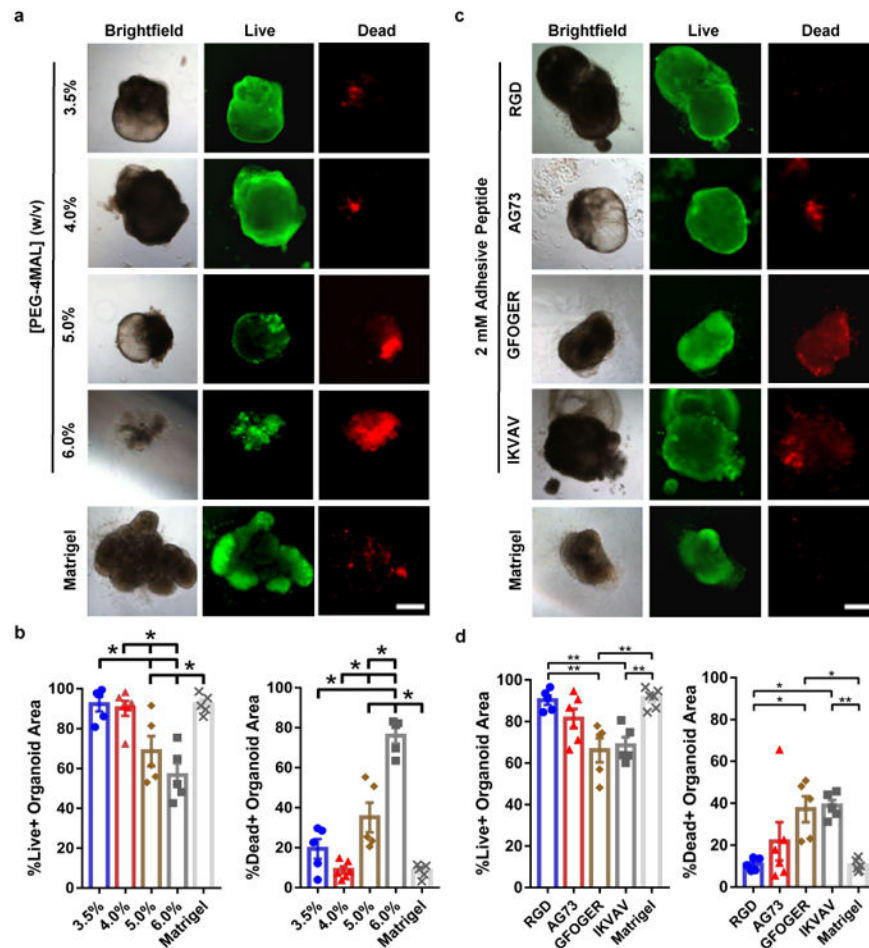 a
Brightfield Live Dead
[PEG-4MAL] (w/v)
3.5%
4.0%
5.0%
6.0%
Matrigel
c
Brightfield Live Dead
2 mM Adhesive Peptide
RGD
AG73
GFOGER
IKVAV
Matrigel
b
%Live+ Organoid Area
100
80
60
40
20
0
* *
* *
3.5% 4.0% 5.0% 6.0% Matrigel
%Dead+ Organoid Area
100
80
60
40
20
0
*
*
* *
3.5% 4.0% 5.0% 6.0% Matrigel
d
%Live+ Organoid Area
100
80
60
40
20
0
** **
** **
RGD AG73 GFOGER IKVAV Matrigel
%Dead+ Organoid Area
100
80
60
40
20
0
* *
* **
RGD AG73 GFOGER IKVAV Matrigel